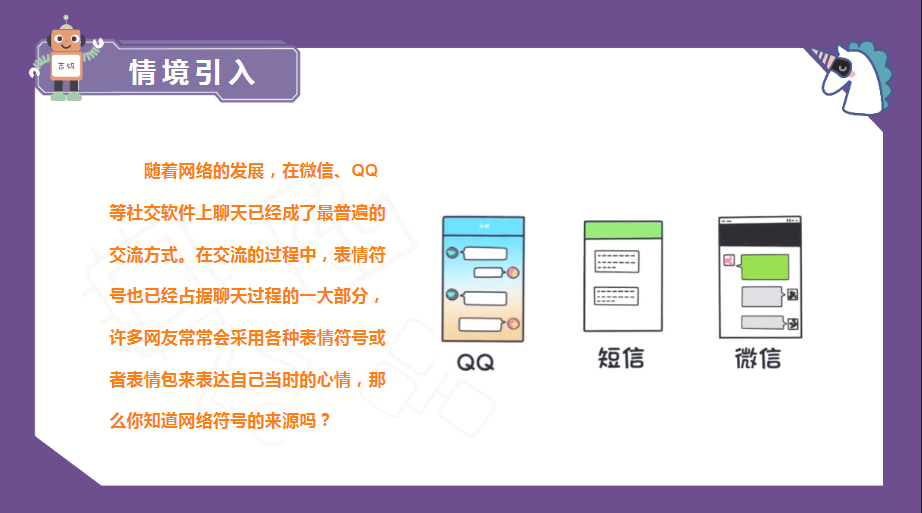 情境引入
随着网络的发展，在微信、QQ
等社交软件上聊天已经成了最普遍的
交流方式。在交流的过程中，表情符
号也已经占据聊天过程的一大部分，
许多网友常常会采用各种表情符号或
者表情包来表达自己当时的心情，那
么你知道网络符号的来源吗？
QQ
短信
微信